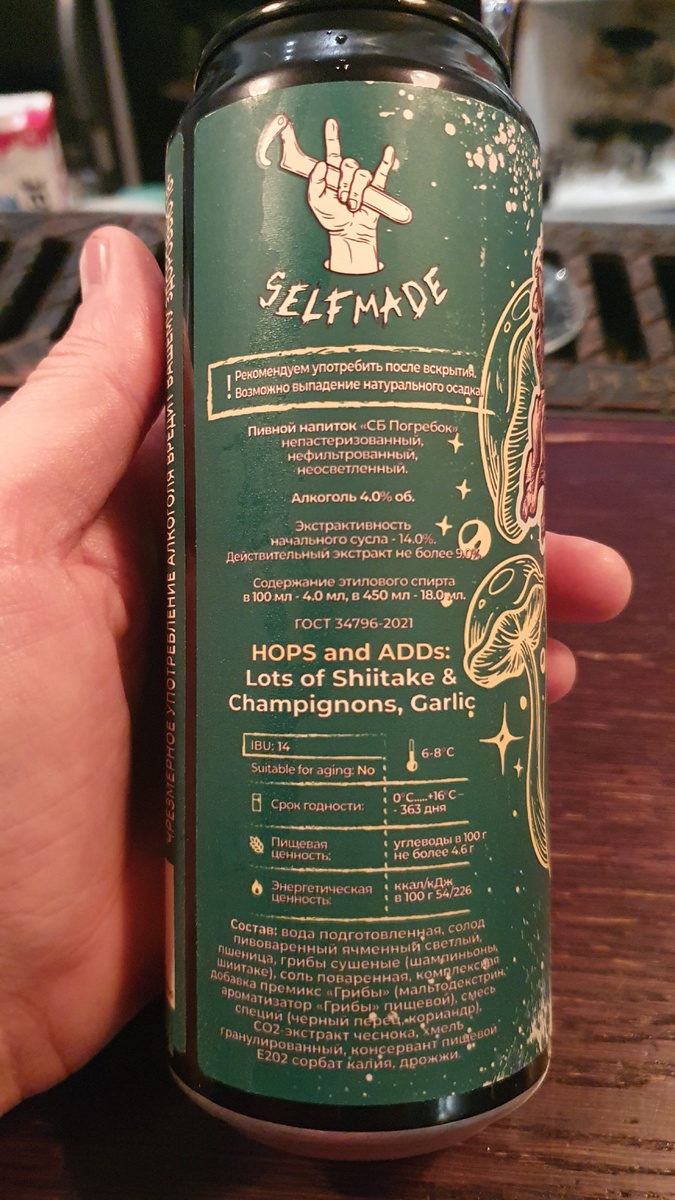 SELFMADE
! Рекомендуем употребить после вскрытия.
Возможно выпадение натурального осадка.
Пивной напиток «СБ Погребок»
непастеризованный,
нефильтрованный,
неосветленный.
Алкоголь 4.0% об.
Экстрактивность
начального сусла - 14.0%.
Действительный экстракт не более 9.0%.
Содержание этилового спирта
в 100 мл - 4.0 мл, в 450 мл - 18.0 мл.
ГОСТ 34796-2021
HOPS and ADDs:
Lots of Shiitake &
Champignons, Garlic
IBU: 14
6-8°C
Suitable for aging: No
Срок годности:
0°C.....+16°C –
- 363 дня
Пищевая
ценность:
углеводы в 100 г
не более 4.6 г
Энергетическая
ценность:
ккал/кДж
в 100 г 54/226
Состав: вода подготовленная, солод
пивоваренный ячменный светлый,
пшеница, грибы сушеные (шампиньоны,
шиитаке), соль поваренная, комплексная
добавка премикс «Грибы» (мальтодекстрин,
ароматизатор «Грибы» пищевой), смесь
специй (черный перец, кориандр),
СО2-экстракт чеснока, хмель
гранулированный, консервант пищевой
Е202 сорбат калия, дрожжи.
ЧРЕЗМЕРНОЕ УПОТРЕБЛЕНИЕ АЛКОГОЛЯ ВРЕДИТ ВАШЕМУ ЗДОРОВЬЮ